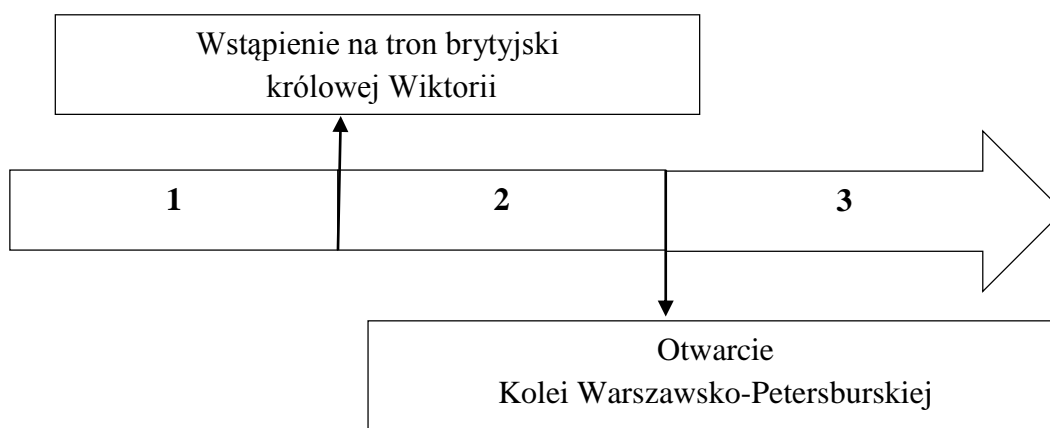 Wstąpienie na tron brytyjski
królowej Wiktorii
1 2 3
Otwarcie
Kolei Warszawsko-Petersburskiej